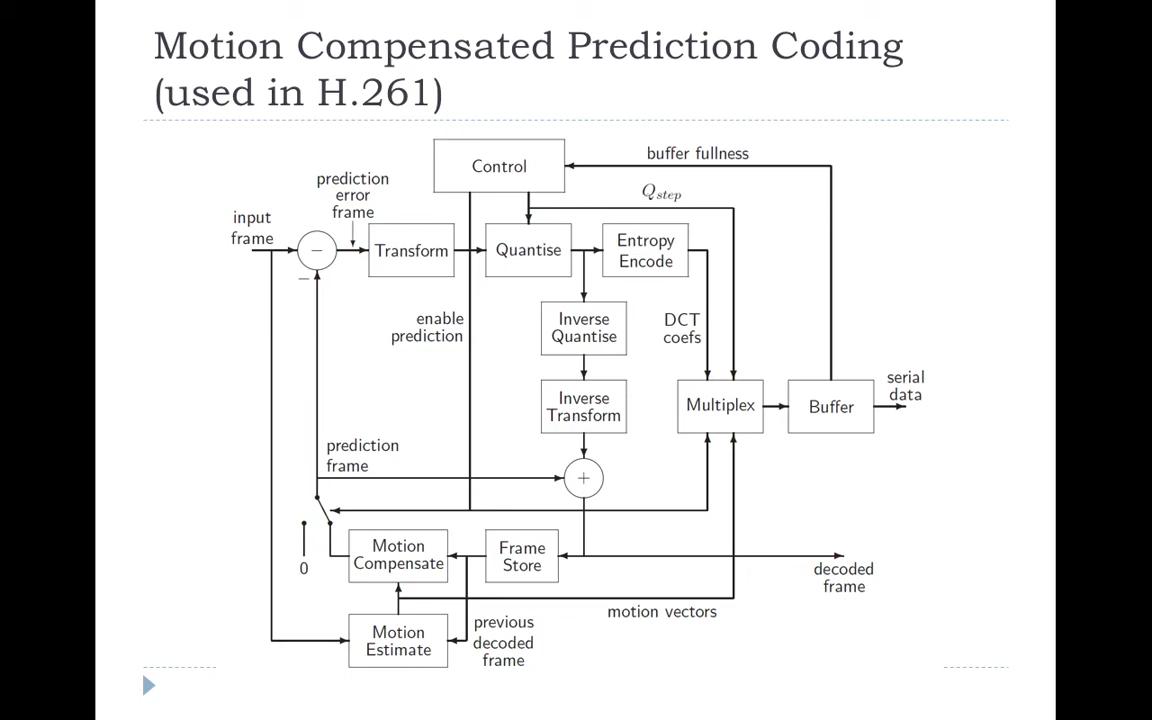 Motion Compensated Prediction Coding
(used in H.261)
Control
buffer fullness
Qstep
prediction
error
frame
input
frame
−
−
Transform
Quantise
Entropy
Encode
enable
prediction
Inverse
Quantise
DCT
coefs
Inverse
Transform
Multiplex
Buffer
serial
data
prediction
frame
+
0
Motion
Compensate
Frame
Store
decoded
frame
motion vectors
Motion
Estimate
previous
decoded
frame